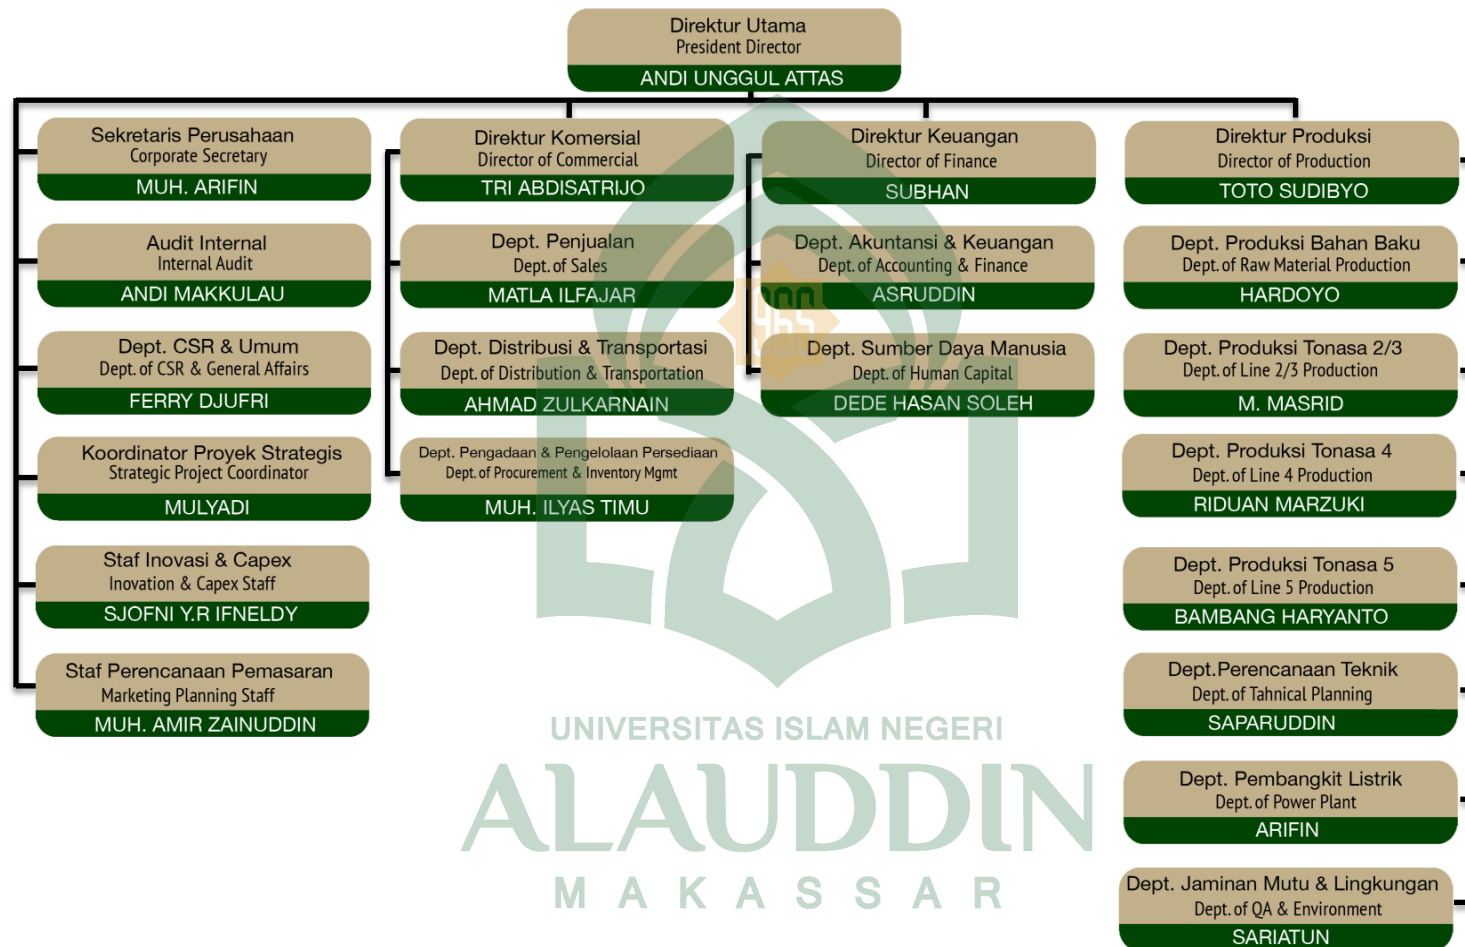 Direktur Utama
President Director
ANDI UNGGUL ATTAS
Sekretaris Perusahaan
Corporate Secretary
MUH. ARIFIN
Audit Internal
Internal Audit
ANDI MAKKULAU
Dept. CSR & Umum
Dept. of CSR & General Affairs
FERRY DJUFRI
Koordinator Proyek Strategis
Strategic Project Coordinator
MULYADI
Staf Inovasi & Capex
Inovation & Capex Staff
SJOFNI Y.R IFNELDY
Staf Perencanaan Pemasaran
Marketing Planning Staff
MUH. AMIR ZAINUDDIN
Direktur Komersial
Director of Commercial
TRI ABDISATRIJO
Dept. Penjualan
Dept. of Sales
MATLA ILFAJAR
Dept. Distribusi & Transportasi
Dept. of Distribution & Transportation
AHMAD ZULKARNAIN
Dept. Pengadaan & Pengelolaan Persediaan
Dept. of Procurement & Inventory Mgmt
MUH. ILYAS TIMU
Direktur Keuangan
Director of Finance
SUBHAN
Dept. Akuntansi & Keuangan
Dept. of Accounting & Finance
ASRUDDIN
Dept. Sumber Daya Manusia
Dept. of Human Capital
DEDE HASAN SOLEH
Direktur Produksi
Director of Production
TOTO SUDIBYO
Dept. Produksi Bahan Baku
Dept. of Raw Material Production
HARDOYO
Dept. Produksi Tonasa 2/3
Dept. of Line 2/3 Production
M. MASRID
Dept. Produksi Tonasa 4
Dept. of Line 4 Production
RIDUAN MARZUKI
Dept. Produksi Tonasa 5
Dept. of Line 5 Production
BAMBANG HARYANTO
Dept.Perencanaan Teknik
Dept. of Tahnical Planning
SAPARUDDIN
Dept. Pembangkit Listrik
Dept. of Power Plant
ARIFIN
Dept. Jaminan Mutu & Lingkungan
Dept. of QA & Environment
SARIATUN
1965
UNIVERSITAS ISLAM NEGERI
ALAUDDIN
MAKASSAR